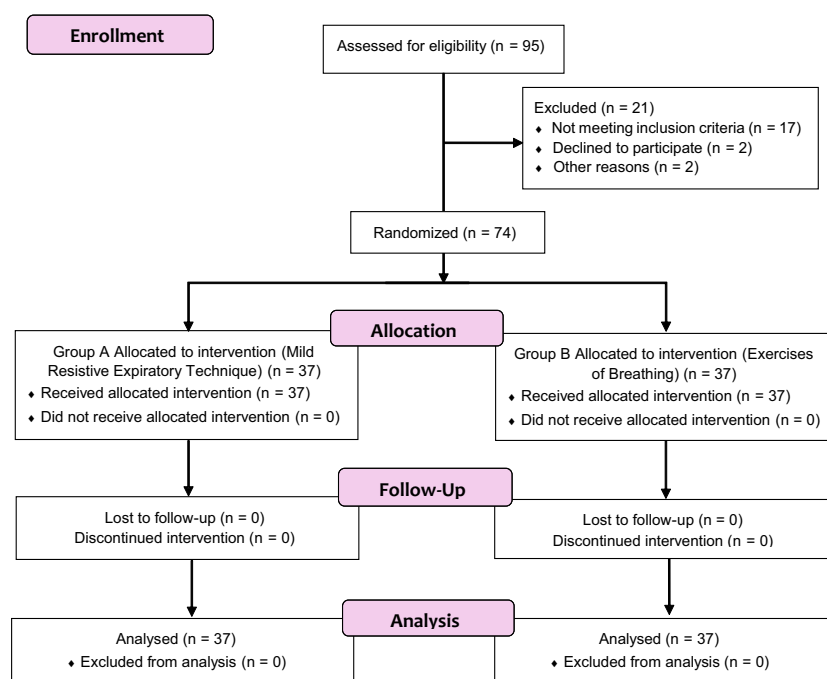 Enrollment
Assessed for eligibility (n = 95)
Excluded (n = 21)
♦ Not meeting inclusion criteria (n = 17)
♦ Declined to participate (n = 2)
♦ Other reasons (n = 2)
Randomized (n = 74)
Allocation
Group A Allocated to intervention (Mild
Resistive Expiratory Technique) (n = 37)
♦ Received allocated intervention (n = 37)
♦ Did not receive allocated intervention (n = 0)
Group B Allocated to intervention (Exercises
of Breathing) (n = 37)
♦ Received allocated intervention (n = 37)
♦ Did not receive allocated intervention (n = 0)
Follow-Up
Lost to follow-up (n = 0)
Discontinued intervention (n = 0)
Lost to follow-up (n = 0)
Discontinued intervention (n = 0)
Analysis
Analysed (n = 37)
♦ Excluded from analysis (n = 0)
Analysed (n = 37)
♦ Excluded from analysis (n = 0)